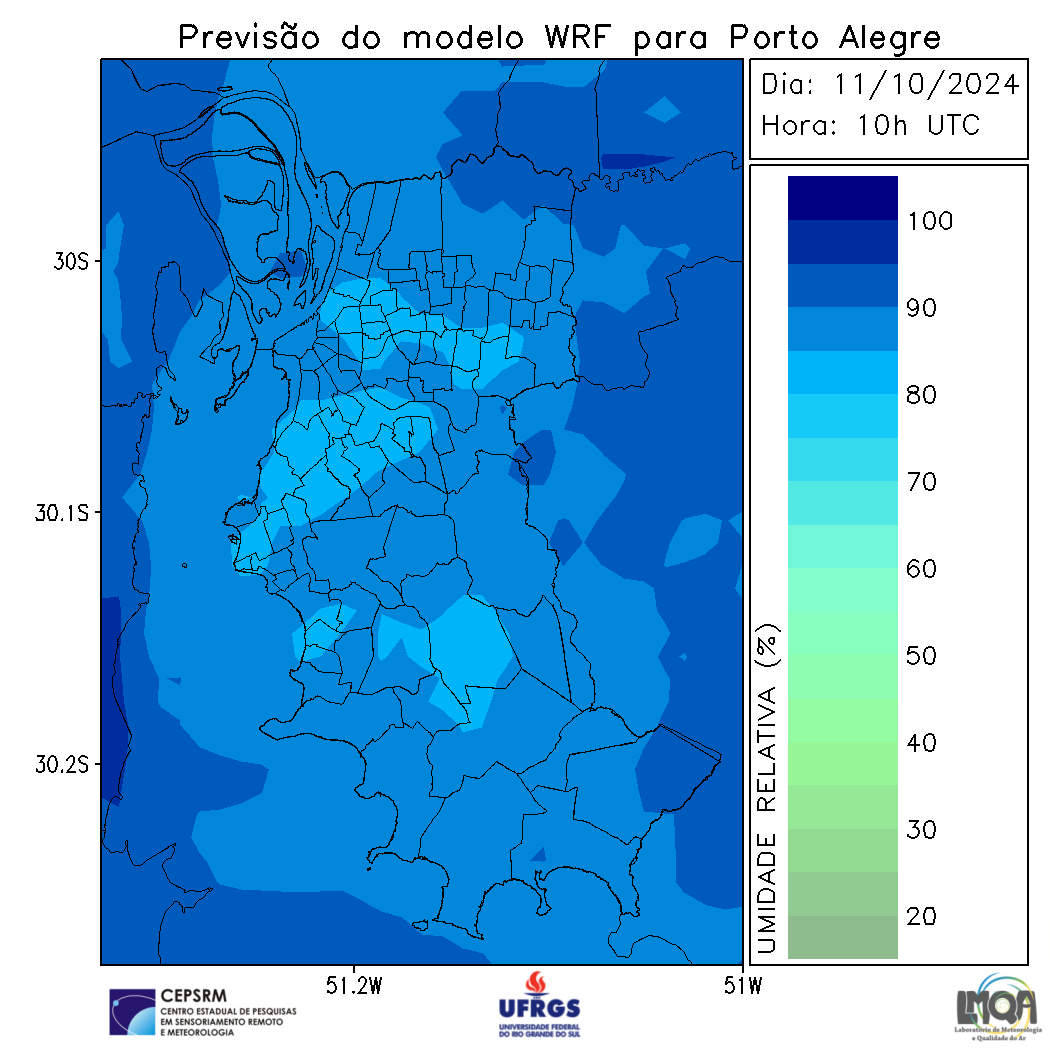 Previsão do modelo WRF para Porto Alegre
Dia: 11/10/2024
Hora: 10h UTC
30S
30.1S
30.2S
51.2W
51W
UMIDADE RELATIVA (%)
100
90
80
70
60
50
40
30
20
CEPSRM
CENTRO ESTADUAL DE PESQUISAS
EM SENSORIAMENTO REMOTO
E METEOROLOGIA
UFRGS
UNIVERSIDADE FEDERAL
DO RIO GRANDE DO SUL
LMQA
Laboratório de Meteorologia
e Qualidade do Ar